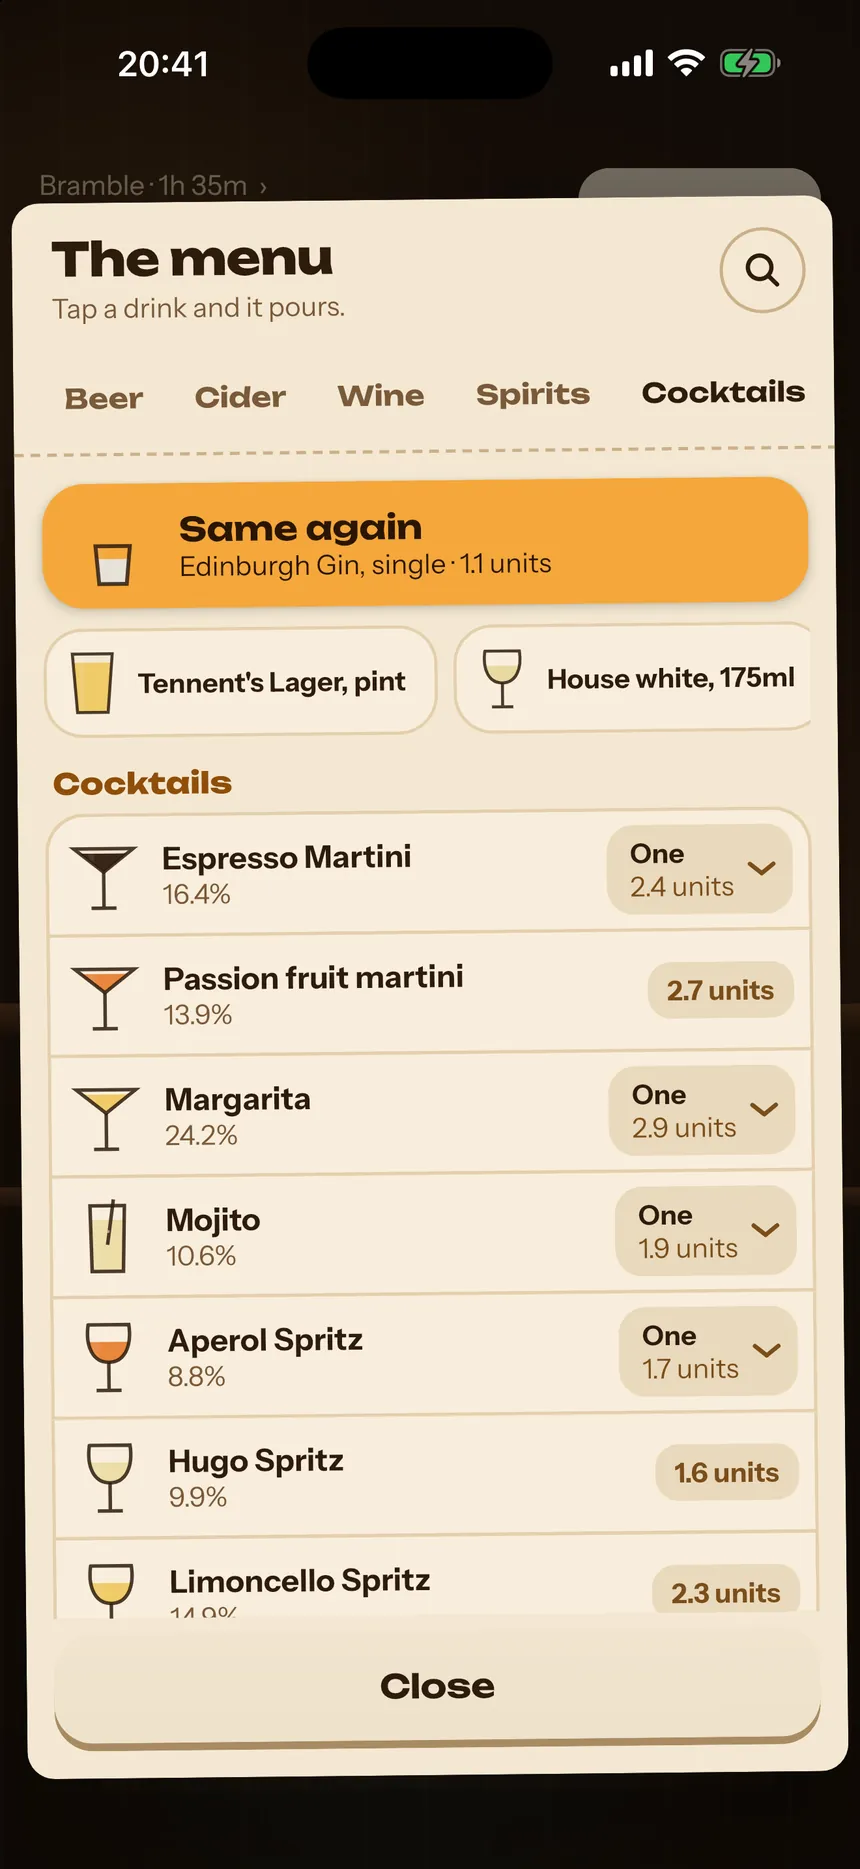 20:41
Bramble · 1h 35m ›
The menu
Tap a drink and it pours.
Beer Cider Wine Spirits Cocktails
Same again
Edinburgh Gin, single · 1.1 units
Tennent's Lager, pint
House white, 175ml
Cocktails
Espresso Martini
16.4%
One
2.4 units
Passion fruit martini
13.9%
2.7 units
Margarita
24.2%
One
2.9 units
Mojito
10.6%
One
1.9 units
Aperol Spritz
8.8%
One
1.7 units
Hugo Spritz
9.9%
1.6 units
Limoncello Spritz
14.9%
2.3 units
Close